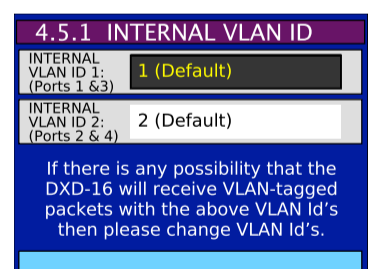 4.5.1 INTERNAL VLAN ID
INTERNAL
VLAN ID 1:
(Ports 1 &3)
1 (Default)
INTERNAL
VLAN ID 2:
(Ports 2 & 4)
2 (Default)
If there is any possibility that the
DXD-16 will receive VLAN-tagged
packets with the above VLAN Id's
then please change VLAN Id's.